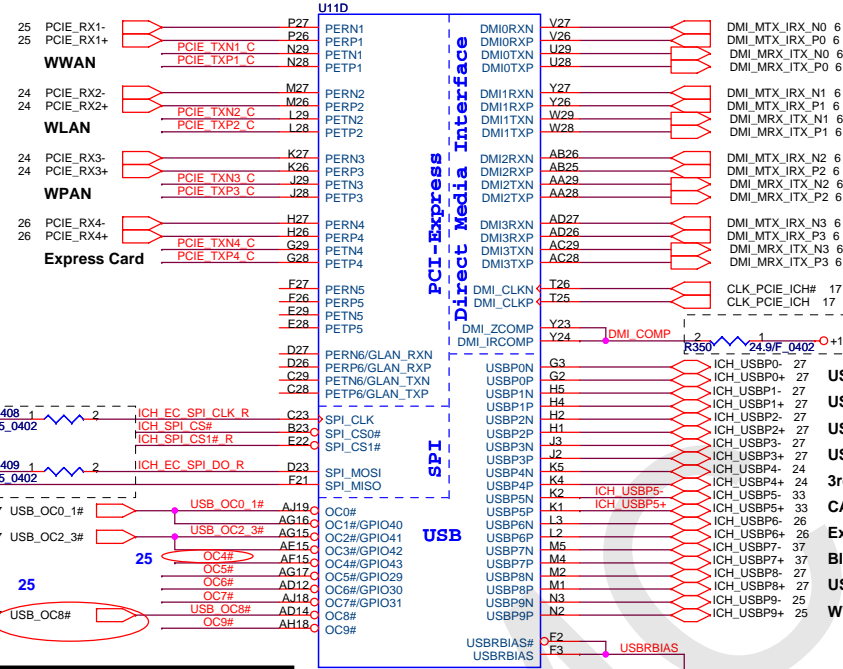 U11D
25 PCIE_RX1- P27 PERN1 DMI0RXN V27 DMI_MTX_IRX_N0 6
25 PCIE_RX1+ P26 PERP1 DMI0RXP V26 DMI_MTX_IRX_P0 6
PCIE_TXN1_C N29 PETN1 DMI0TXN U29 DMI_MRX_ITX_N0 6
WWAN PCIE_TXP1_C N28 PETP1 DMI0TXP U28 DMI_MRX_ITX_P0 6
24 PCIE_RX2- M27 PERN2 DMI1RXN Y27 DMI_MTX_IRX_N1 6
24 PCIE_RX2+ M26 PERP2 DMI1RXP Y26 DMI_MTX_IRX_P1 6
PCIE_TXN2_C L29 PETN2 DMI1TXN W29 DMI_MRX_ITX_N1 6
WLAN PCIE_TXP2_C L28 PETP2 DMI1TXP W28 DMI_MRX_ITX_P1 6
24 PCIE_RX3- K27 PERN3 DMI2RXN AB26 DMI_MTX_IRX_N2 6
24 PCIE_RX3+ K26 PERP3 DMI2RXP AB25 DMI_MTX_IRX_P2 6
PCIE_TXN3_C J29 PETN3 DMI2TXN AA29 DMI_MRX_ITX_N2 6
WPAN PCIE_TXP3_C J28 PETP3 DMI2TXP AA28 DMI_MRX_ITX_P2 6
26 PCIE_RX4- H27 PERN4 DMI3RXN AD27 DMI_MTX_IRX_N3 6
26 PCIE_RX4+ H26 PERP4 DMI3RXP AD26 DMI_MTX_IRX_P3 6
PCIE_TXN4_C G29 PETN4 DMI3TXN AC29 DMI_MRX_ITX_N3 6
Express Card PCIE_TXP4_C G28 PETP4 DMI3TXP AC28 DMI_MRX_ITX_P3 6
PCI-Express
Direct Media Interface
F27 PERN5 DMI_CLKN T26 CLK_PCIE_ICH# 17
F26 PERP5 DMI_CLKP T25 CLK_PCIE_ICH 17
E29 PETN5
E28 PETP5 DMI_ZCOMP Y23
DMI_IRCOMP Y24 DMI_COMP 2 1 +1
R350 24.9/F_0402
D27 PERN6/GLAN_RXN
D26 PERP6/GLAN_RXP
C29 PETN6/GLAN_TXN
C28 PETP6/GLAN_TXP
USBP0N G3 ICH_USBP0- 27
USBP0P G2 ICH_USBP0+ 27 US
USBP1N H5 ICH_USBP1- 27
USBP1P H4 ICH_USBP1+ 27 US
USBP2N H2 ICH_USBP2- 27
USBP2P H1 ICH_USBP2+ 27 US
USBP3N J3 ICH_USBP3- 27
USBP3P J2 ICH_USBP3+ 27 US
USBP4N K5 ICH_USBP4- 24
USBP4P K4 ICH_USBP4+ 24 3r
USBP5N K2 ICH_USBP5- ICH_USBP5- 33
USBP5P K1 ICH_USBP5+ ICH_USBP5+ 33 CA
USBP6N L3 ICH_USBP6- 26
USBP6P L2 ICH_USBP6+ 26 Ex
USBP7N M5 ICH_USBP7- 37
USBP7P M4 ICH_USBP7+ 37 Bl
USBP8N M2 ICH_USBP8- 27
USBP8P M1 ICH_USBP8+ 27 US
USBP9N N3 ICH_USBP9- 25
USBP9P N2 ICH_USBP9+ 25 W
408 1 2 ICH_EC_SPI_CLK_R C23 SPI_CLK
5_0402 ICH_SPI_CS# B23 SPI_CS0#
ICH_SPI_CS1#_R E22 SPI_CS1#
SPI
409 1 2 ICH_EC_SPI_DO_R D23 SPI_MOSI
5_0402 F21 SPI_MISO
USB
USB_OC0_1# USB_OC0_1# AJ19 OC0#
AG16 OC1#/GPIO40
USB_OC2_3# USB_OC2_3# AG15 OC2#/GPIO41
AE15 OC3#/GPIO42
25 OC4# AF15 OC4#/GPIO43
OC5# AG17 OC5#/GPIO29
25 OC6# AD12 OC6#/GPIO30
OC7# AJ18 OC7#/GPIO31
USB_OC8# USB_OC8# AD14 OC8#
OC9# AH18 OC9#
USBRBIAS# F2
USBRBIAS F3 USBRBIAS